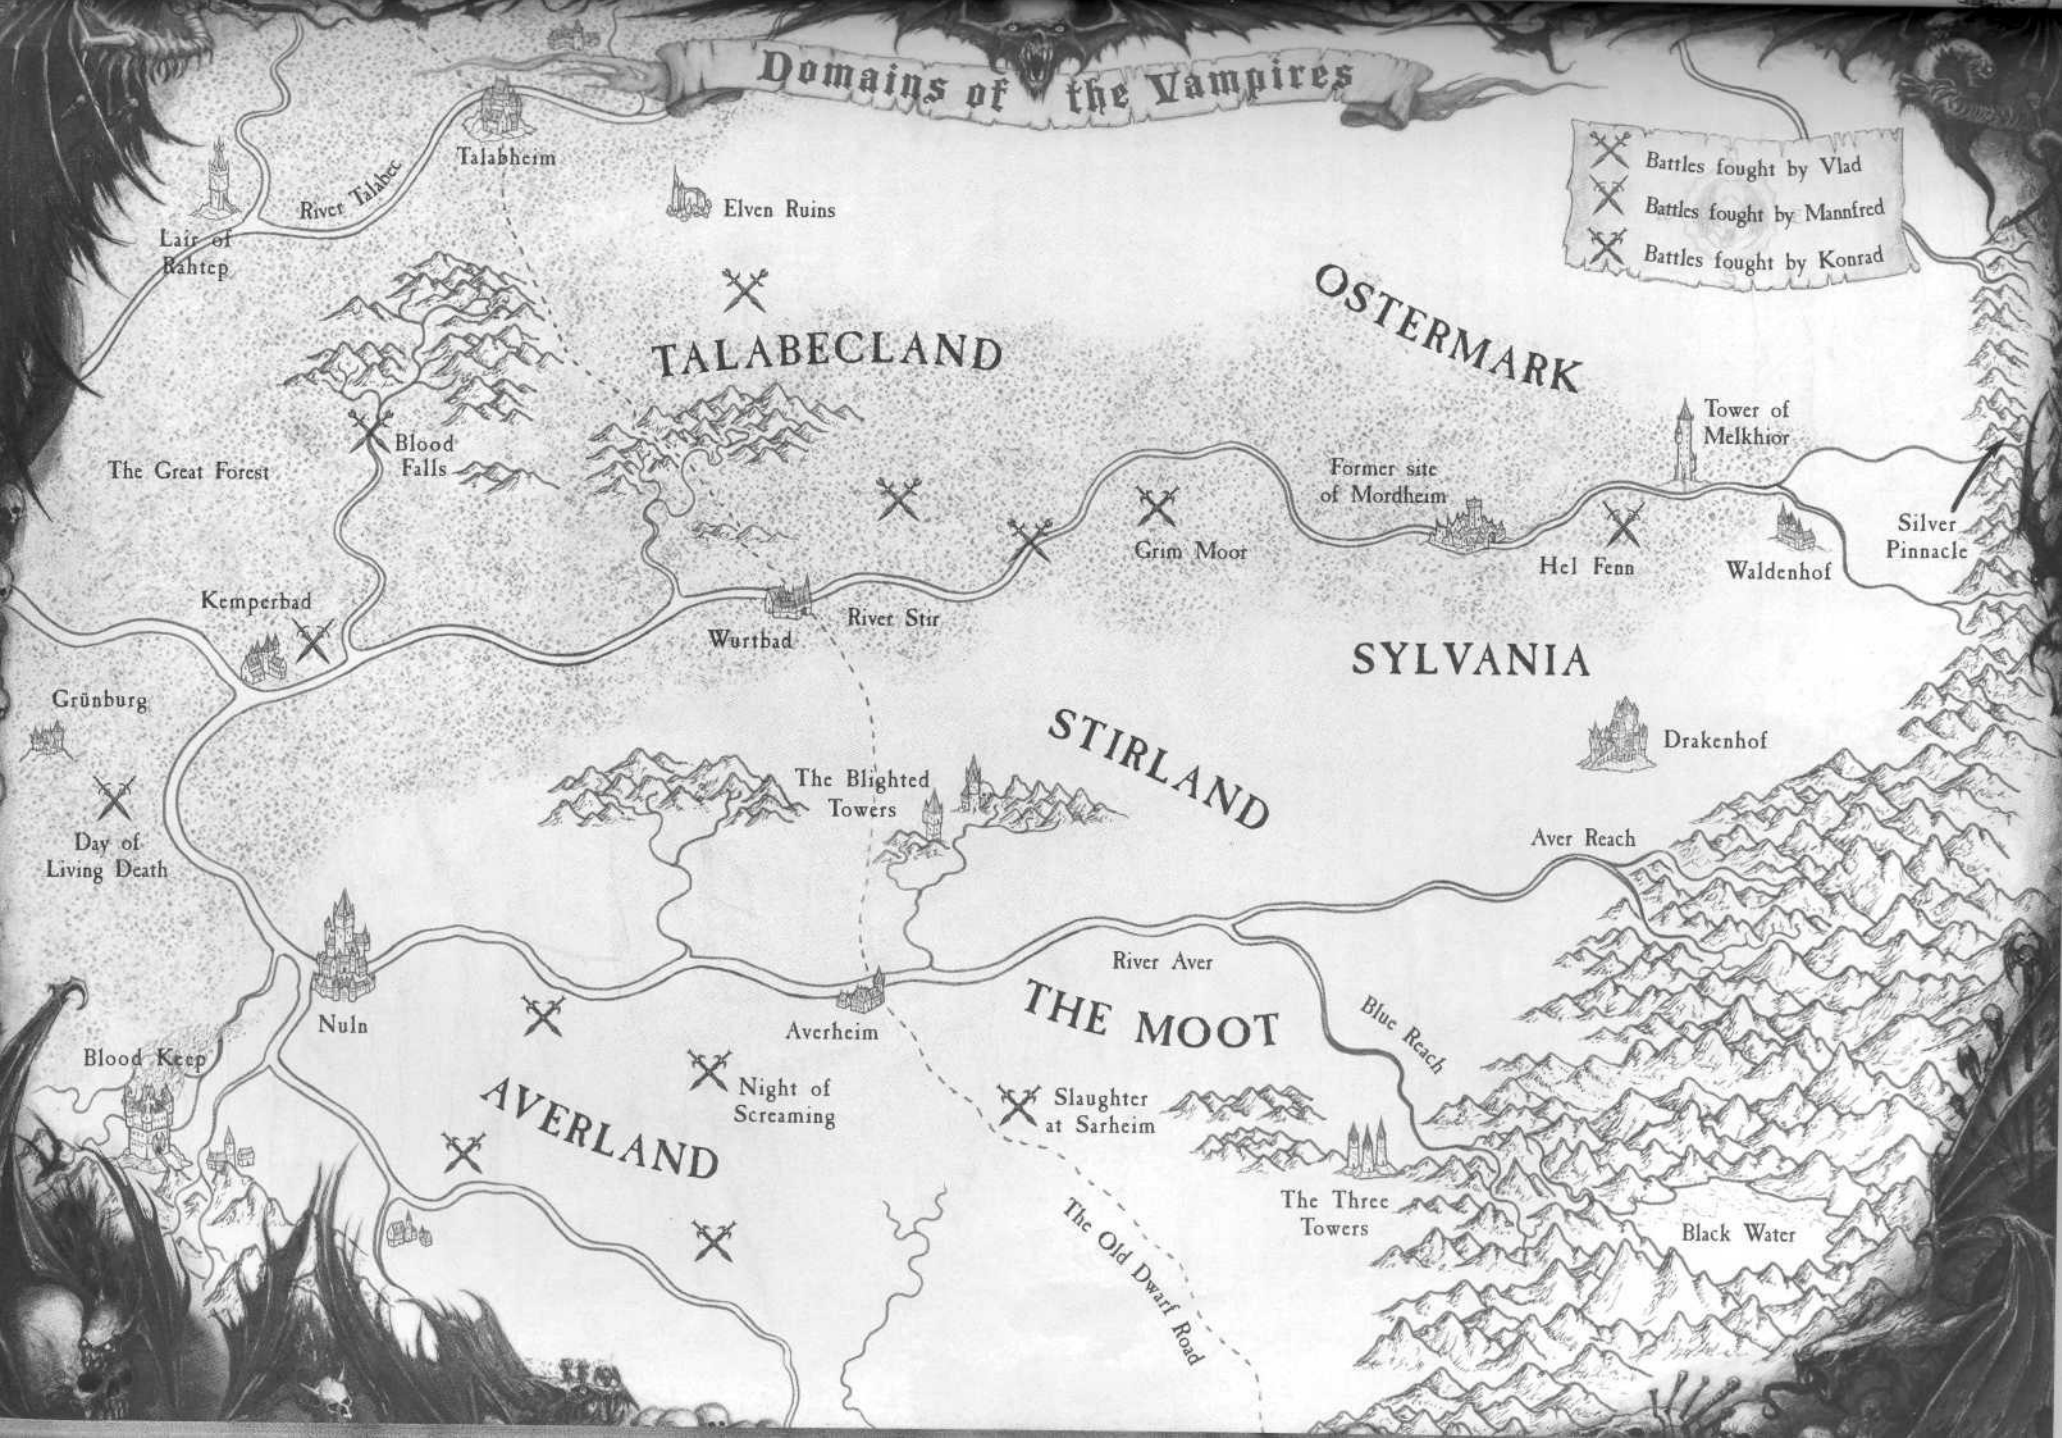 Domains of the Vampires
Battles fought by Vlad
Battles fought by Mannfred
Battles fought by Konrad
Talabheim
River Talabec
Elven Ruins
Lair of
Rahtep
OSTERMARK
TALABECLAND
Tower of
Melkhior
Blood
Falls
The Great Forest
Former site
of Mordheim
Silver
Pinnacle
Grim Moor
Hel Fenn
Waldenhof
Kemperbad
River Stir
Wurtbad
SYLVANIA
Grünburg
STIRLAND
Drakenhof
The Blighted
Towers
Day of
Living Death
Aver Reach
River Aver
THE MOOT
Blue Reach
Nuln
Averheim
Blood Keep
Night of
Screaming
AVERLAND
Slaughter
at Sarheim
The Three
Towers
Black Water
The Old Dwarf Road